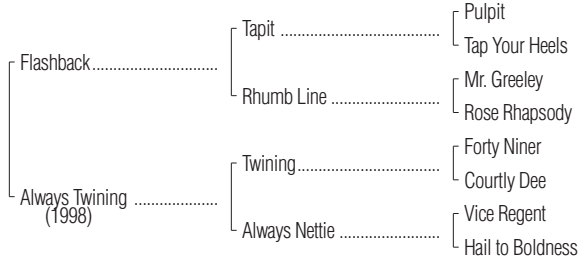 Pulpit
Tapit ................................
Tap Your Heels
Flashback............................
Mr. Greeley
Rhumb Line ......................
Rose Rhapsody
Forty Niner
Twining.............................
Courtly Dee
Always Twining ..................
(1998)
Vice Regent
Always Nettie ....................
Hail to Boldness